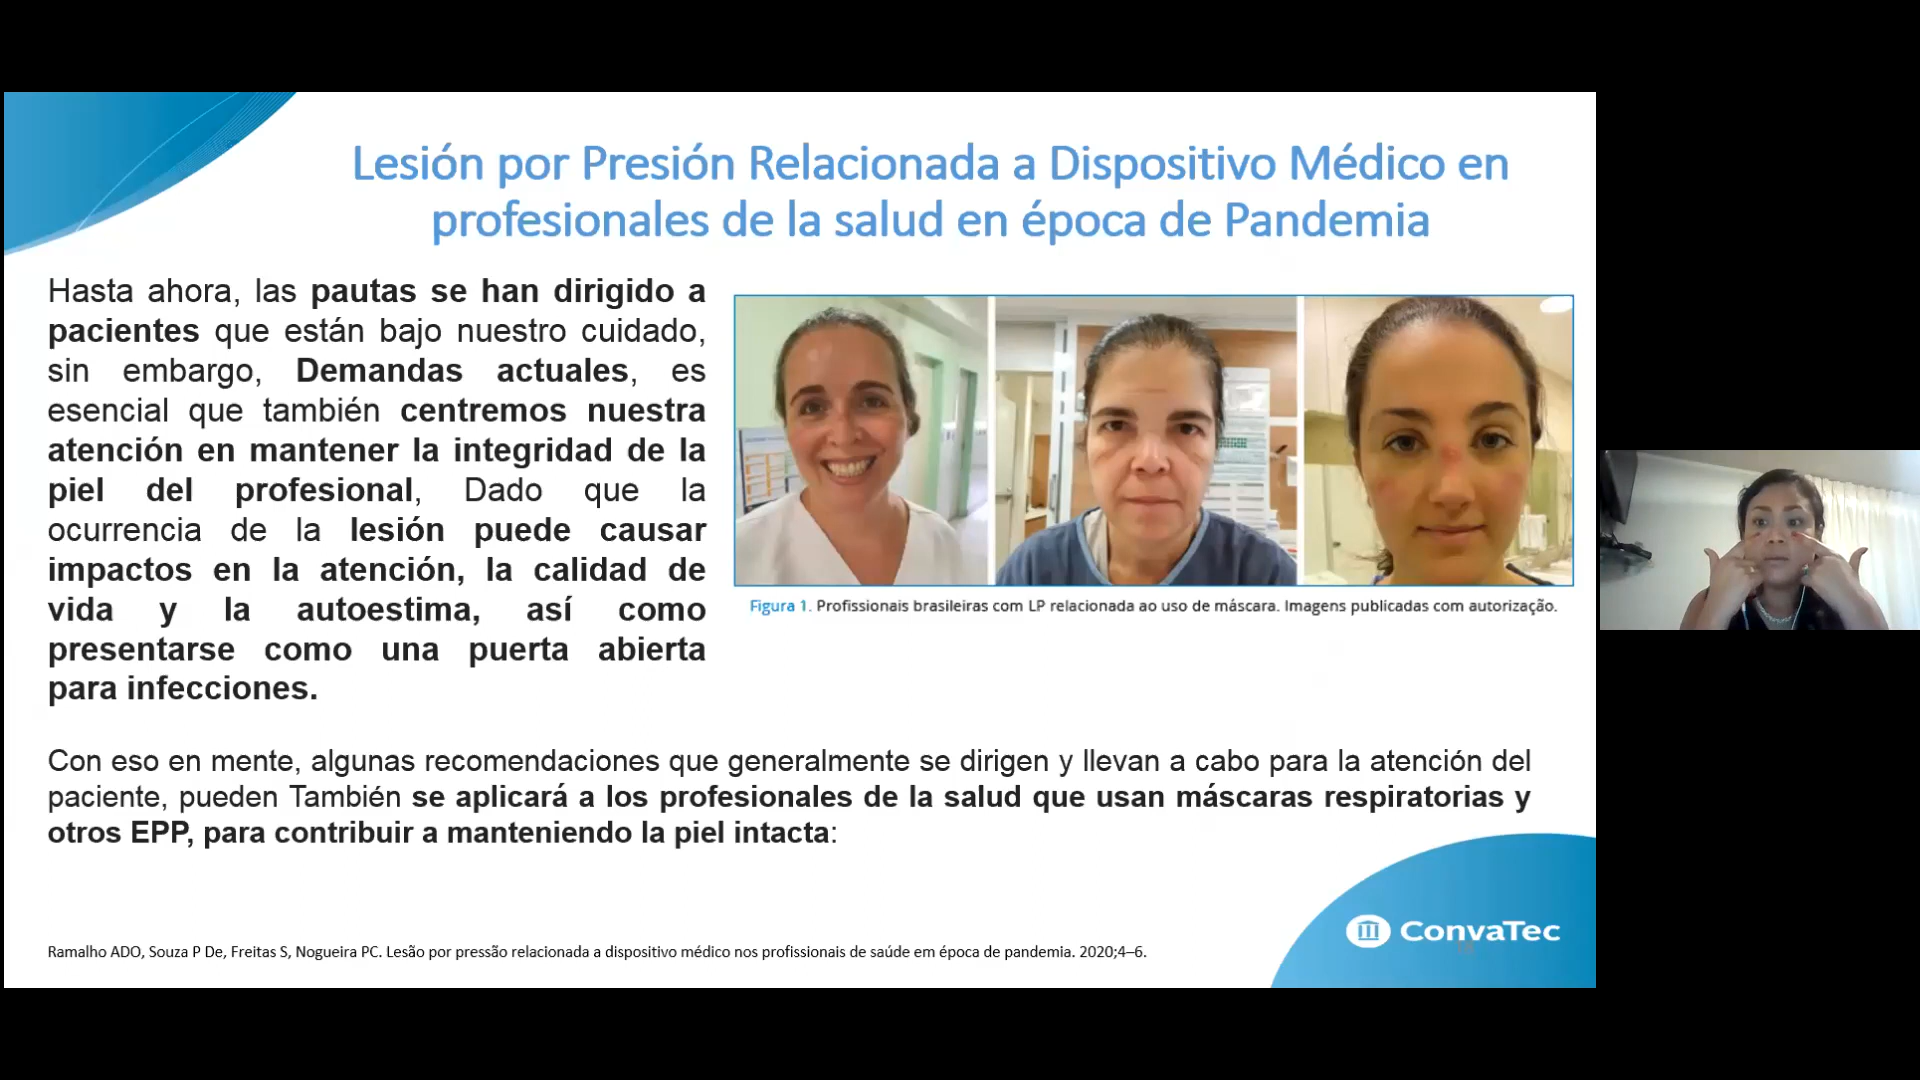 Lesión por Presión Relacionada a Dispositivo Médico en
profesionales de la salud en época de Pandemia
Hasta ahora, las pautas se han dirigido a
pacientes que están bajo nuestro cuidado,
sin embargo, Demandas actuales, es
esencial que también centremos nuestra
atención en mantener la integridad de la
piel del profesional, Dado que la
ocurrencia de la lesión puede causar
impactos en la atención, la calidad de
vida y la autoestima, así como
presentarse como una puerta abierta
para infecciones.
Figura 1. Profissionais brasileiras com LP relacionada ao uso de máscara. Imagens publicadas com autorização.
Con eso en mente, algunas recomendaciones que generalmente se dirigen y llevan a cabo para la atención del
paciente, pueden También se aplicará a los profesionales de la salud que usan máscaras respiratorias y
otros EPP, para contribuir a manteniendo la piel intacta:
Ramalho ADO, Souza P De, Freitas S, Nogueira PC. Lesão por pressão relacionada a dispositivo médico nos profissionais de saúde em época de pandemia. 2020;4–6.
ConvaTec